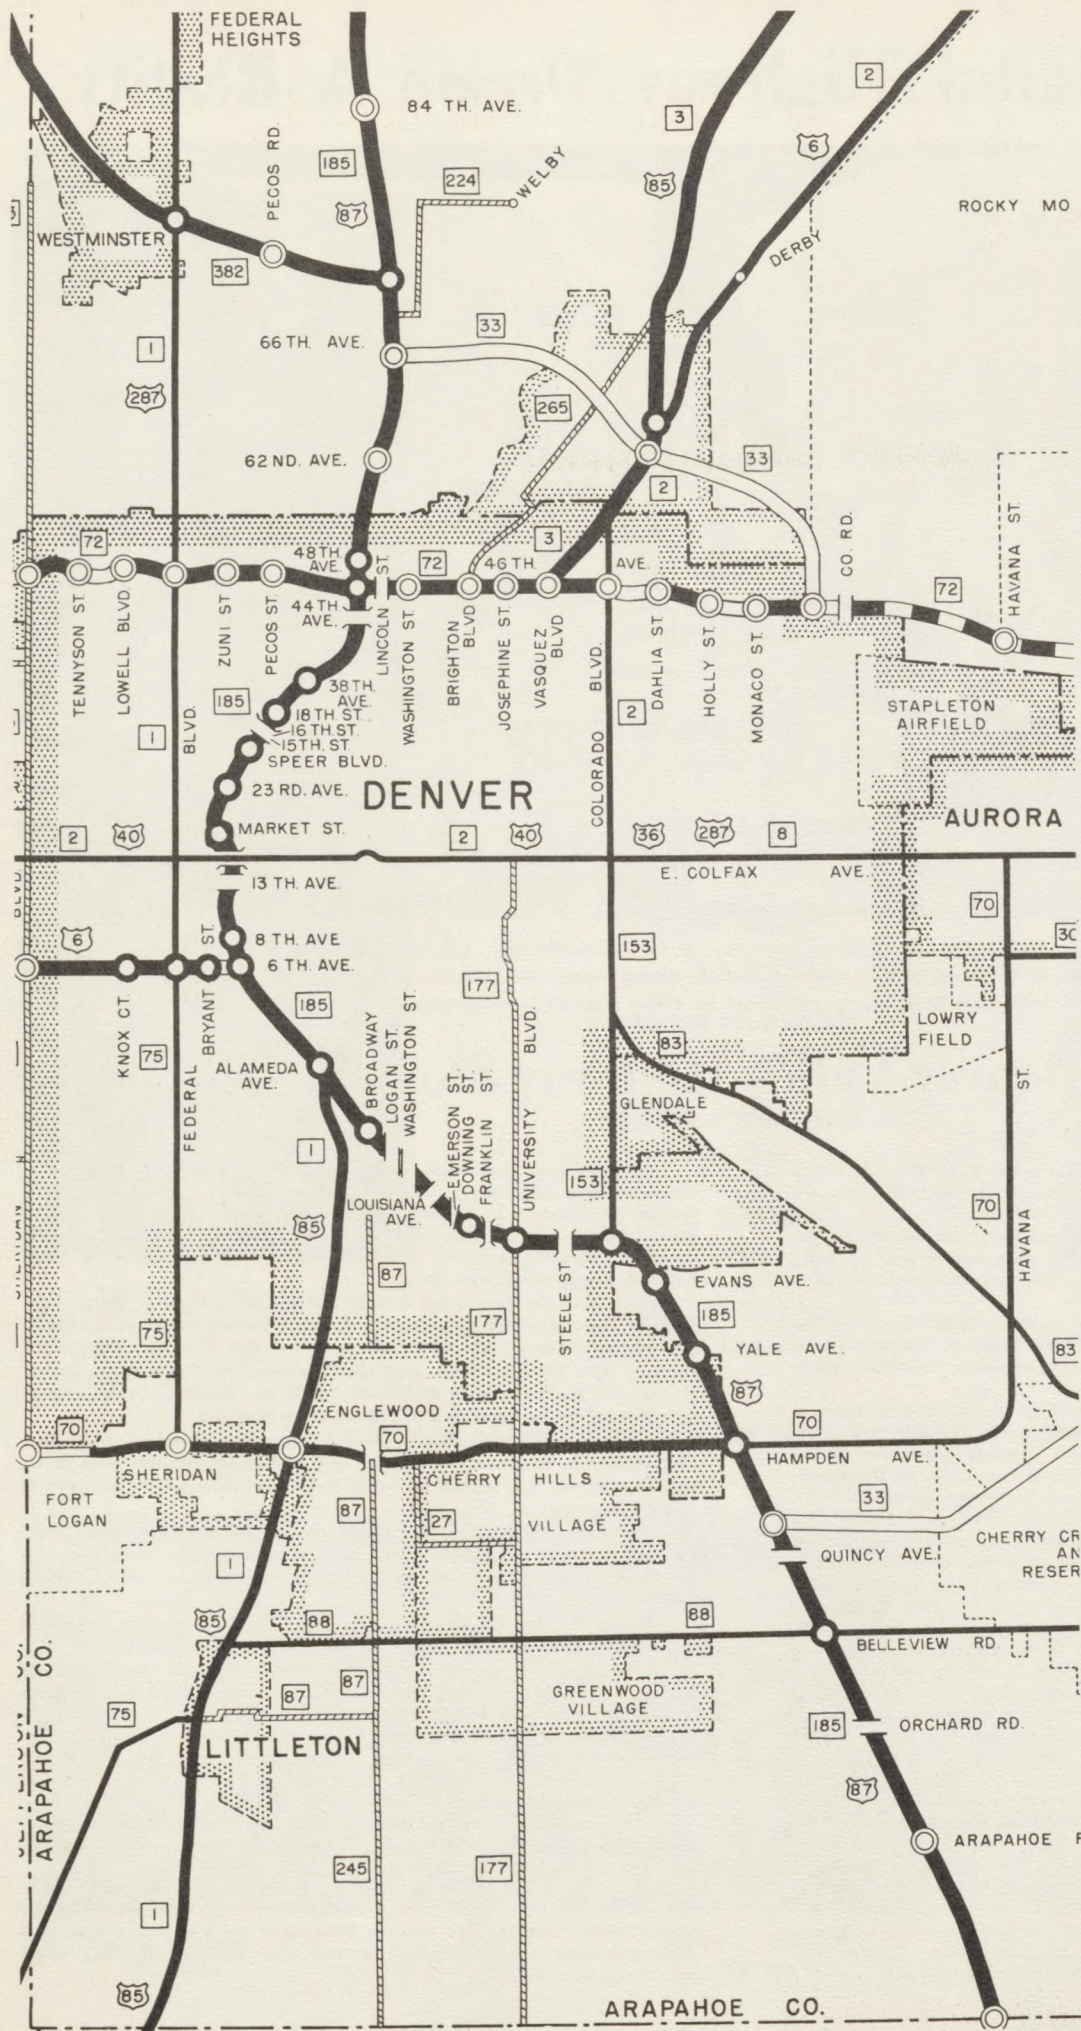 FEDERAL
HEIGHTS
84 TH. AVE.
PECOS RD.
185
87
224
WELBY
3
2
85
6
ROCKY MO
WESTMINSTER
382
DERBY
1
287
66 TH. AVE.
33
265
62 ND. AVE.
33
2
HAVANA ST.
72
48 TH.
AVE.
ST.
72
46 TH.
3
AVE.
CO. RD.
72
44 TH.
AVE.
TENNYSON ST.
LOWELL BLVD.
ZUNI ST
PECOS ST.
LINCOLN
WASHINGTON ST.
BRIGHTON
BLVD
JOSEPHINE ST.
VASQUEZ
BLVD
BLVD.
DAHLIA ST.
HOLLY ST.
MONACO ST.
38 TH.
AVE.
185
18 TH. ST.
16 TH. ST.
15 TH. ST.
SPEER BLVD.
1
BLVD.
2
STAPLETON
AIRFIELD
23 RD. AVE.
DENVER
COLORADO
AURORA
MARKET ST.
2
40
2
40
36
287
8
E. COLFAX AVE.
13 TH. AVE.
BLVD
70
30
6
ST.
8 TH. AVE
6 TH. AVE.
153
177
KNOX CT.
75
BRYANT
185
BLVD.
LOWRY
FIELD
ALAMEDA
AVE.
BROADWAY
LOGAN ST.
WASHINGTON ST.
83
ST.
FEDERAL
GLENDALE
1
EMERSON ST.
DOWNING ST.
FRANKLIN ST.
UNIVERSITY
153
LOUISIANA
AVE.
70
85
87
STEELE ST
EVANS AVE.
HAVANA
185
75
177
YALE AVE.
83
87
ENGLEWOOD
70
70
70
HAMPDEN AVE.
SHERIDAN
CHERRY HILLS
FORT
LOGAN
87
27
VILLAGE
33
QUINCY AVE.
CHERRY CR
AN
RESER
1
85
88
88
BELLEVIEW RD.
ARAPAHOE CO.
75
87
87
GREENWOOD
VILLAGE
185
ORCHARD RD.
LITTLETON
87
ARAPAHOE R
245
177
1
85
ARAPAHOE CO.